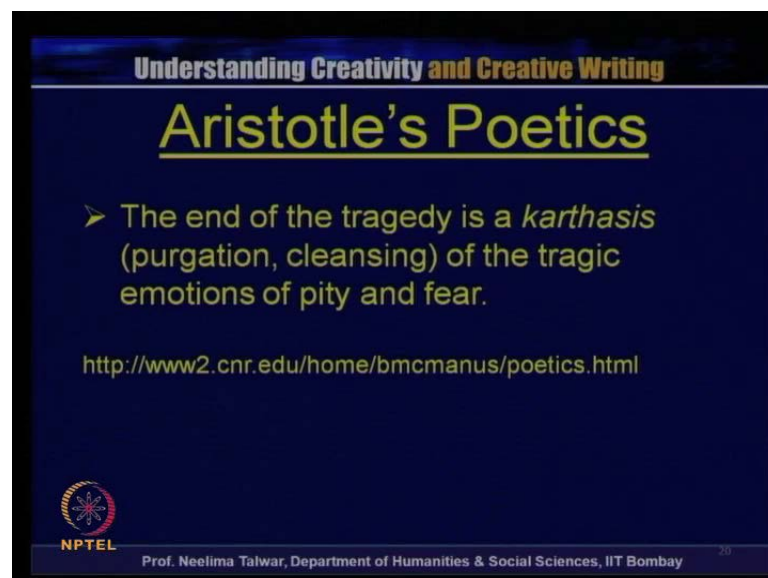 Understanding Creativity and Creative Writing
Aristotle's Poetics
➢ The end of the tragedy is a karthasis
(purgation, cleansing) of the tragic
emotions of pity and fear.
http://www2.cnr.edu/home/bmcmanus/poetics.html
NPTEL
Prof. Neelima Talwar, Department of Humanities & Social Sciences, IIT Bombay
20